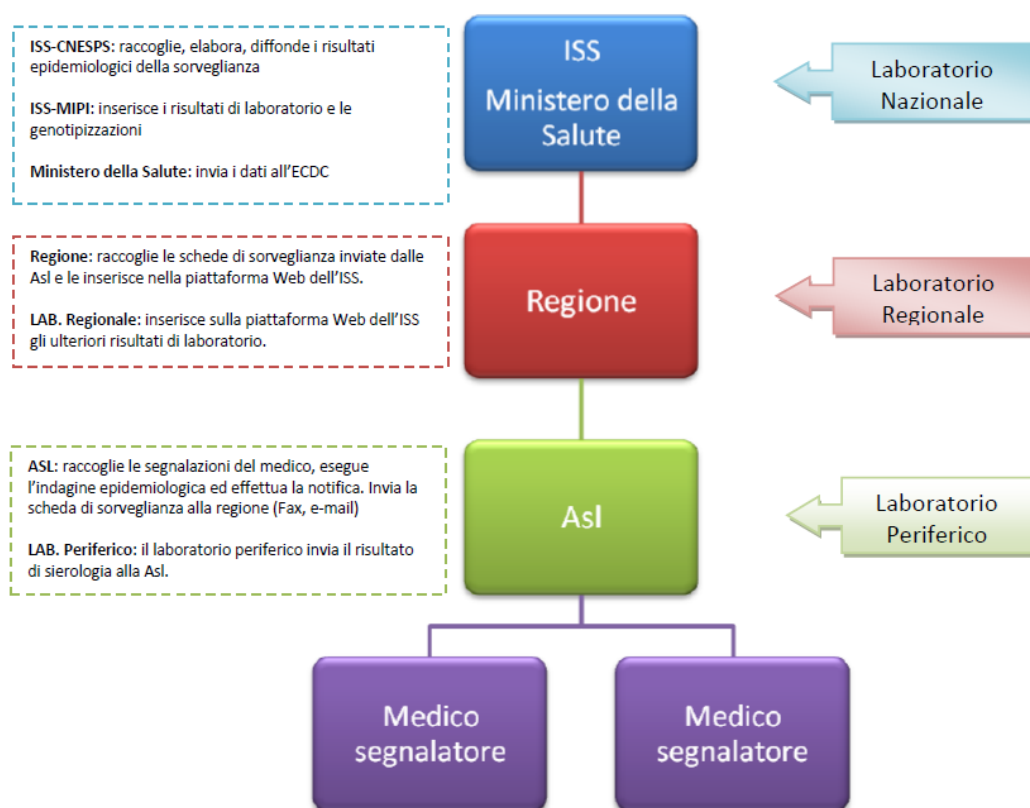 ISS-CNESPS: raccoglie, elabora, diffonde i risultati
epidemiologici della sorveglianza
ISS-MIPI: inserisce i risultati di laboratorio e le
genotipizzazioni
Ministero della Salute: invia i dati all'ECDC
ISS
Ministero della
Salute
Laboratorio
Nazionale
Regione: raccoglie le schede di sorveglianza inviate dalle
Asl e le inserisce nella piattaforma Web dell'ISS.
LAB. Regionale: inserisce sulla piattaforma Web dell'ISS
gli ulteriori risultati di laboratorio.
Regione
Laboratorio
Regionale
ASL: raccoglie le segnalazioni del medico, esegue
l'indagine epidemiologica ed effettua la notifica. Invia la
scheda di sorveglianza alla regione (Fax, e-mail)
LAB. Periferico: il laboratorio periferico invia il risultato
di sierologia alla Asl.
Asl
Laboratorio
Periferico
Medico
segnalatore
Medico
segnalatore